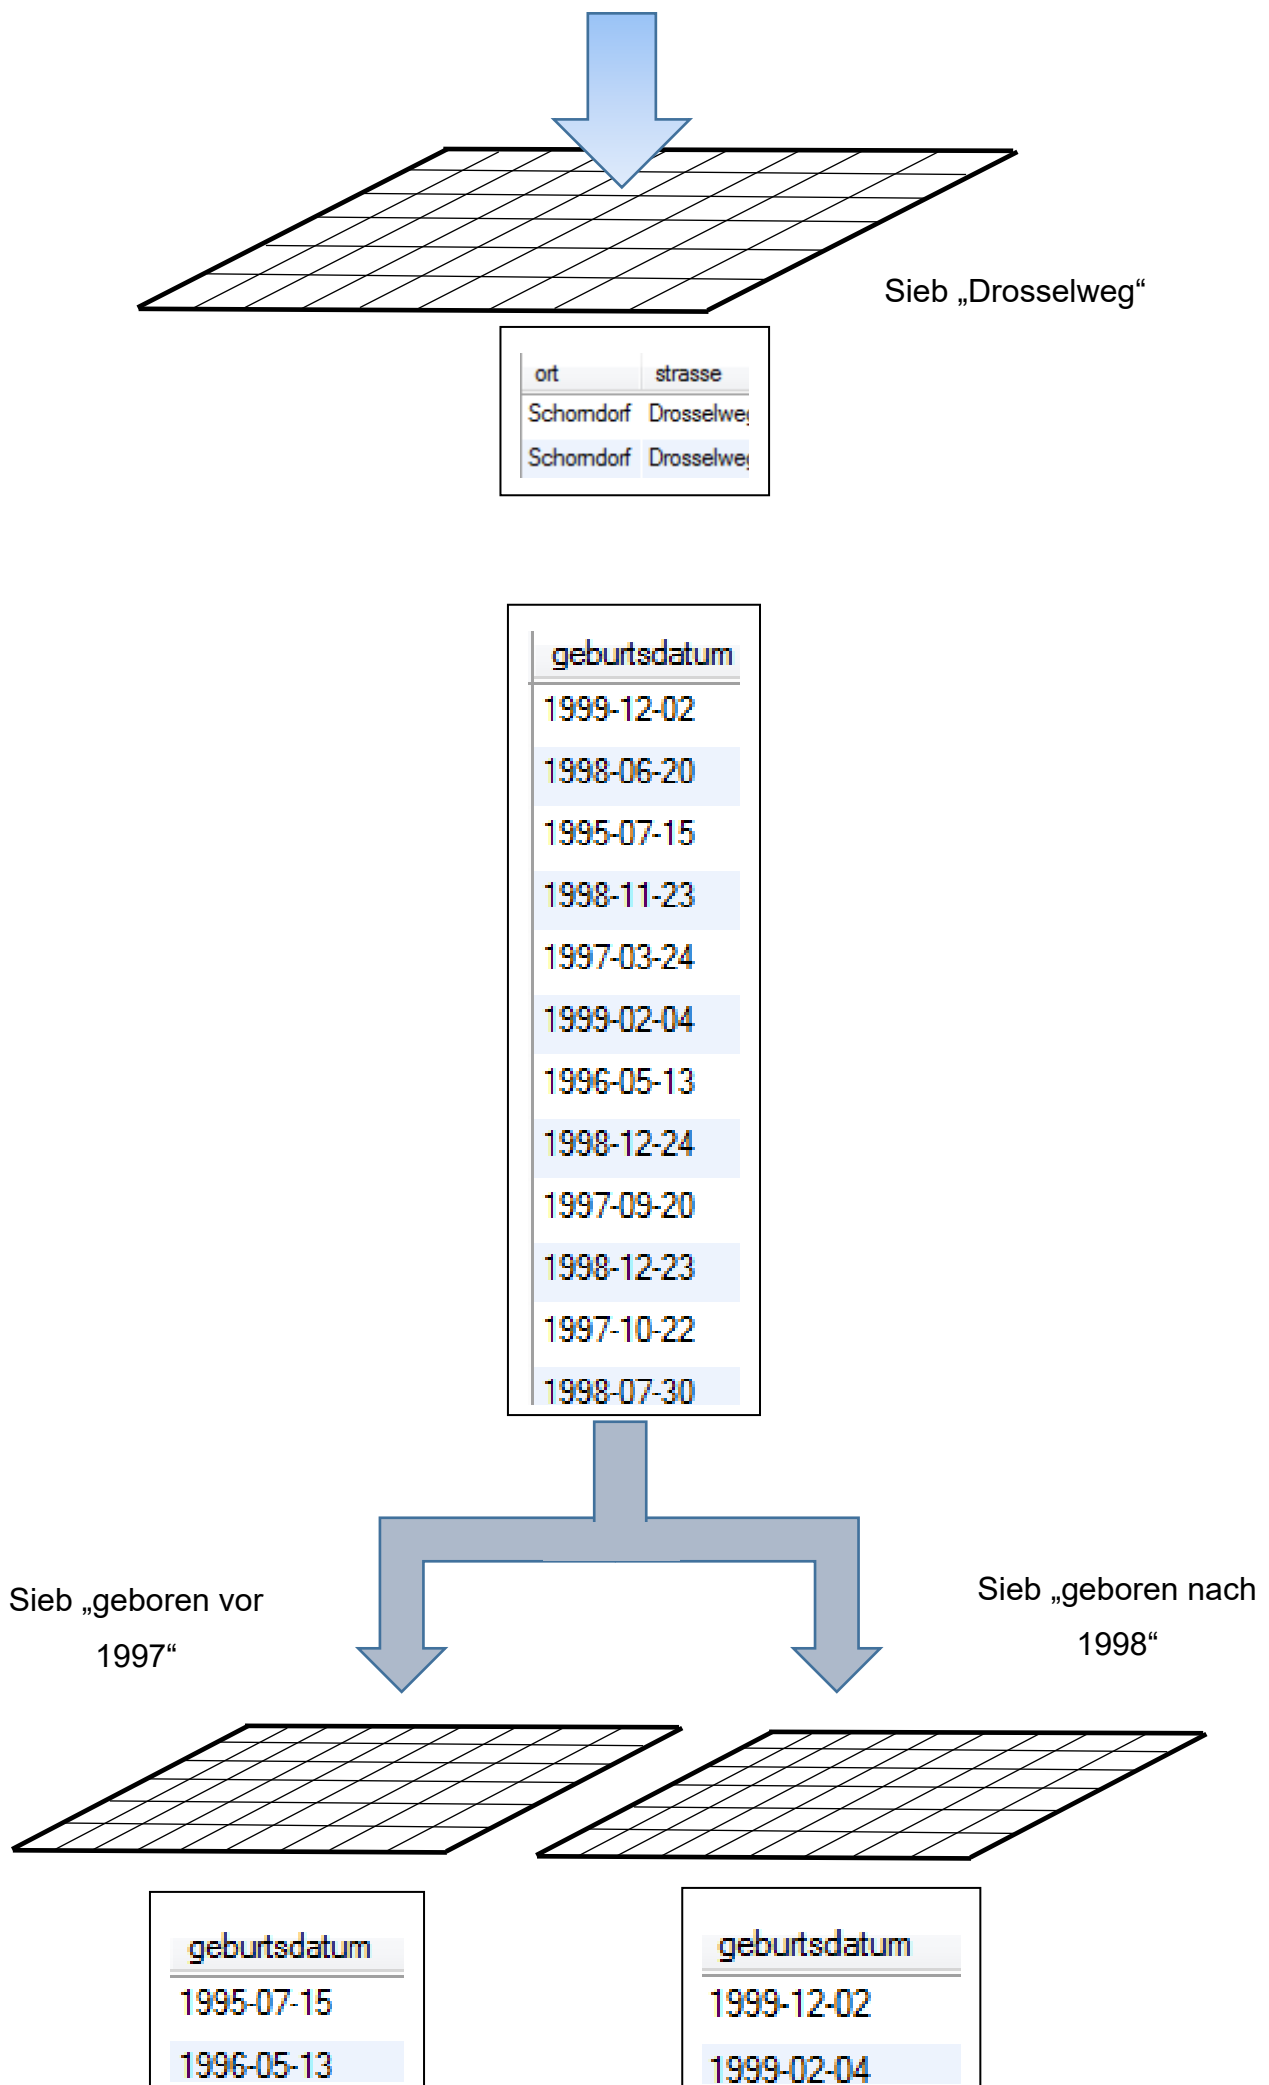 Sieb „Drosselweg“
ort strasse
Schorndorf Drosselweg
Schorndorf Drosselweg
geburtsdatum
1999-12-02
1998-06-20
1995-07-15
1998-11-23
1997-03-24
1999-02-04
1996-05-13
1998-12-24
1997-09-20
1998-12-23
1997-10-22
1998-07-30
Sieb „geboren vor
1997“
Sieb „geboren nach
1998“
geburtsdatum
1995-07-15
1996-05-13
geburtsdatum
1999-12-02
1999-02-04